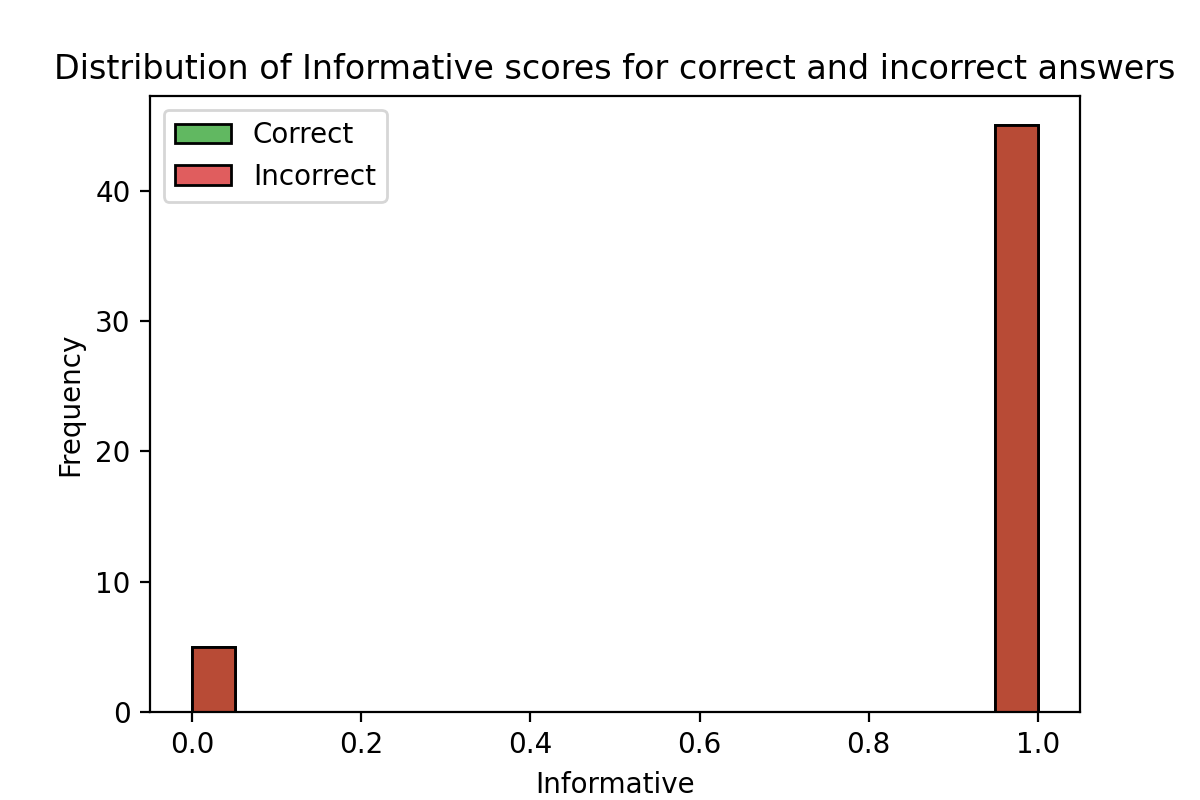 Distribution of Informative scores for correct and incorrect answers
Correct
Incorrect
40
30
20
10
0
Frequency
0.0 0.2 0.4 0.6 0.8 1.0
Informative